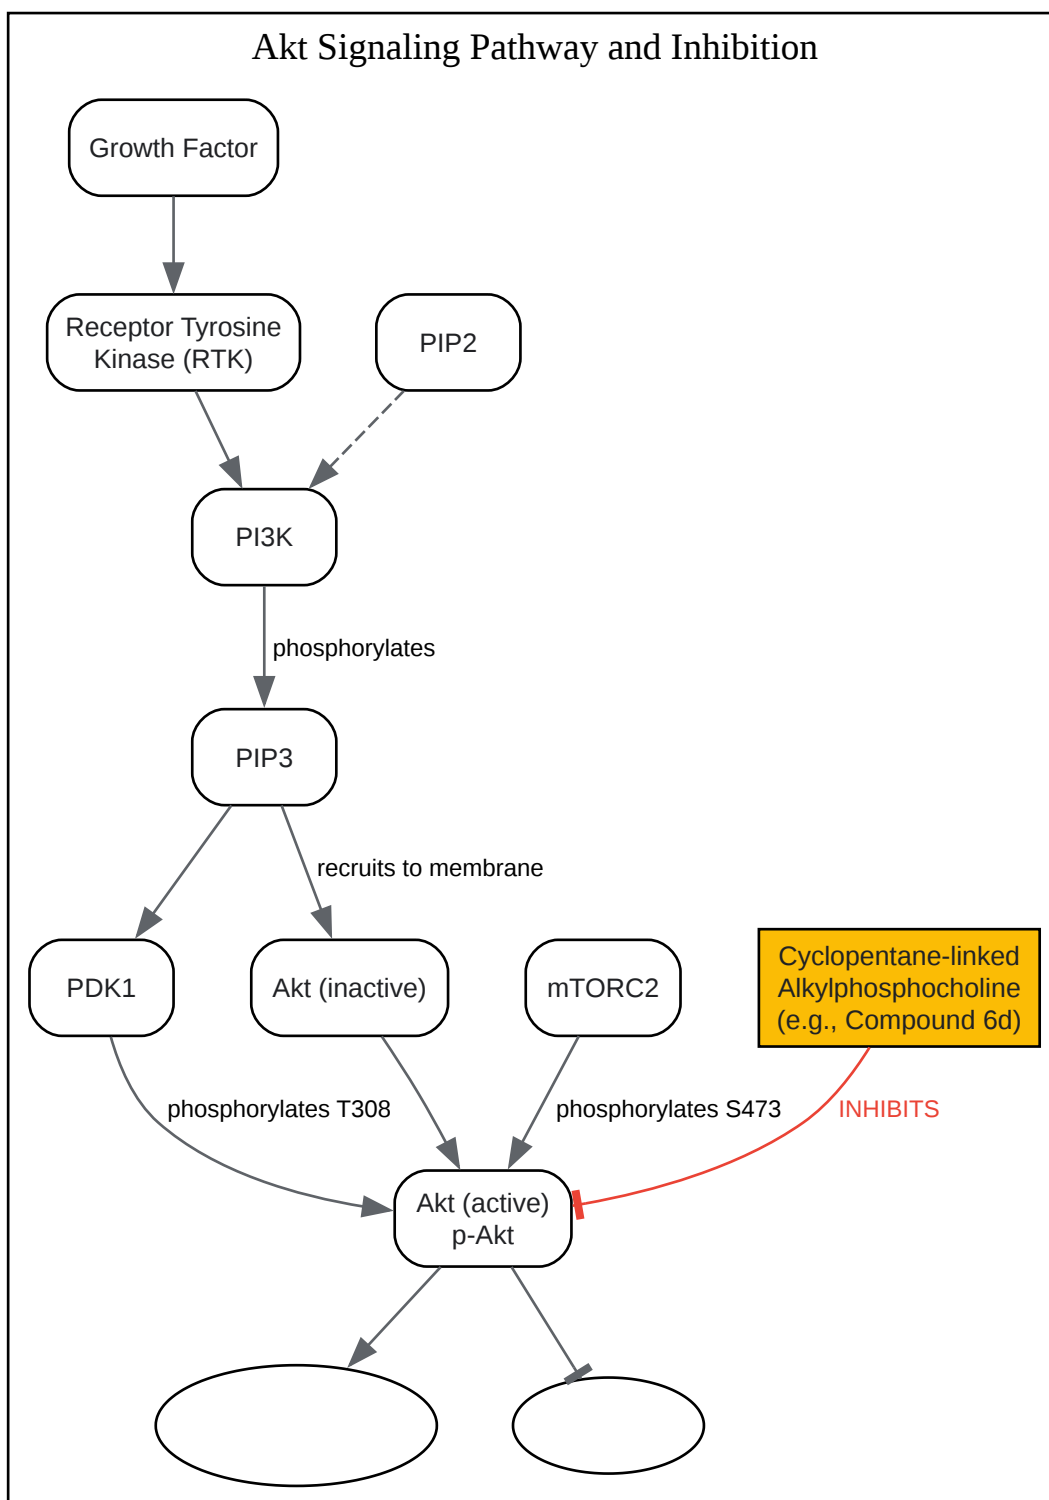 Akt Signaling Pathway and Inhibition
Growth Factor
Receptor Tyrosine
Kinase (RTK)
PIP2
PI3K
phosphorylates
PIP3
recruits to membrane
PDK1
Akt (inactive)
mTORC2
Cyclopentane-linked
Alkylphosphocholine
(e.g., Compound 6d)
phosphorylates T308
phosphorylates S473
INHIBITS
Akt (active)
p-Akt